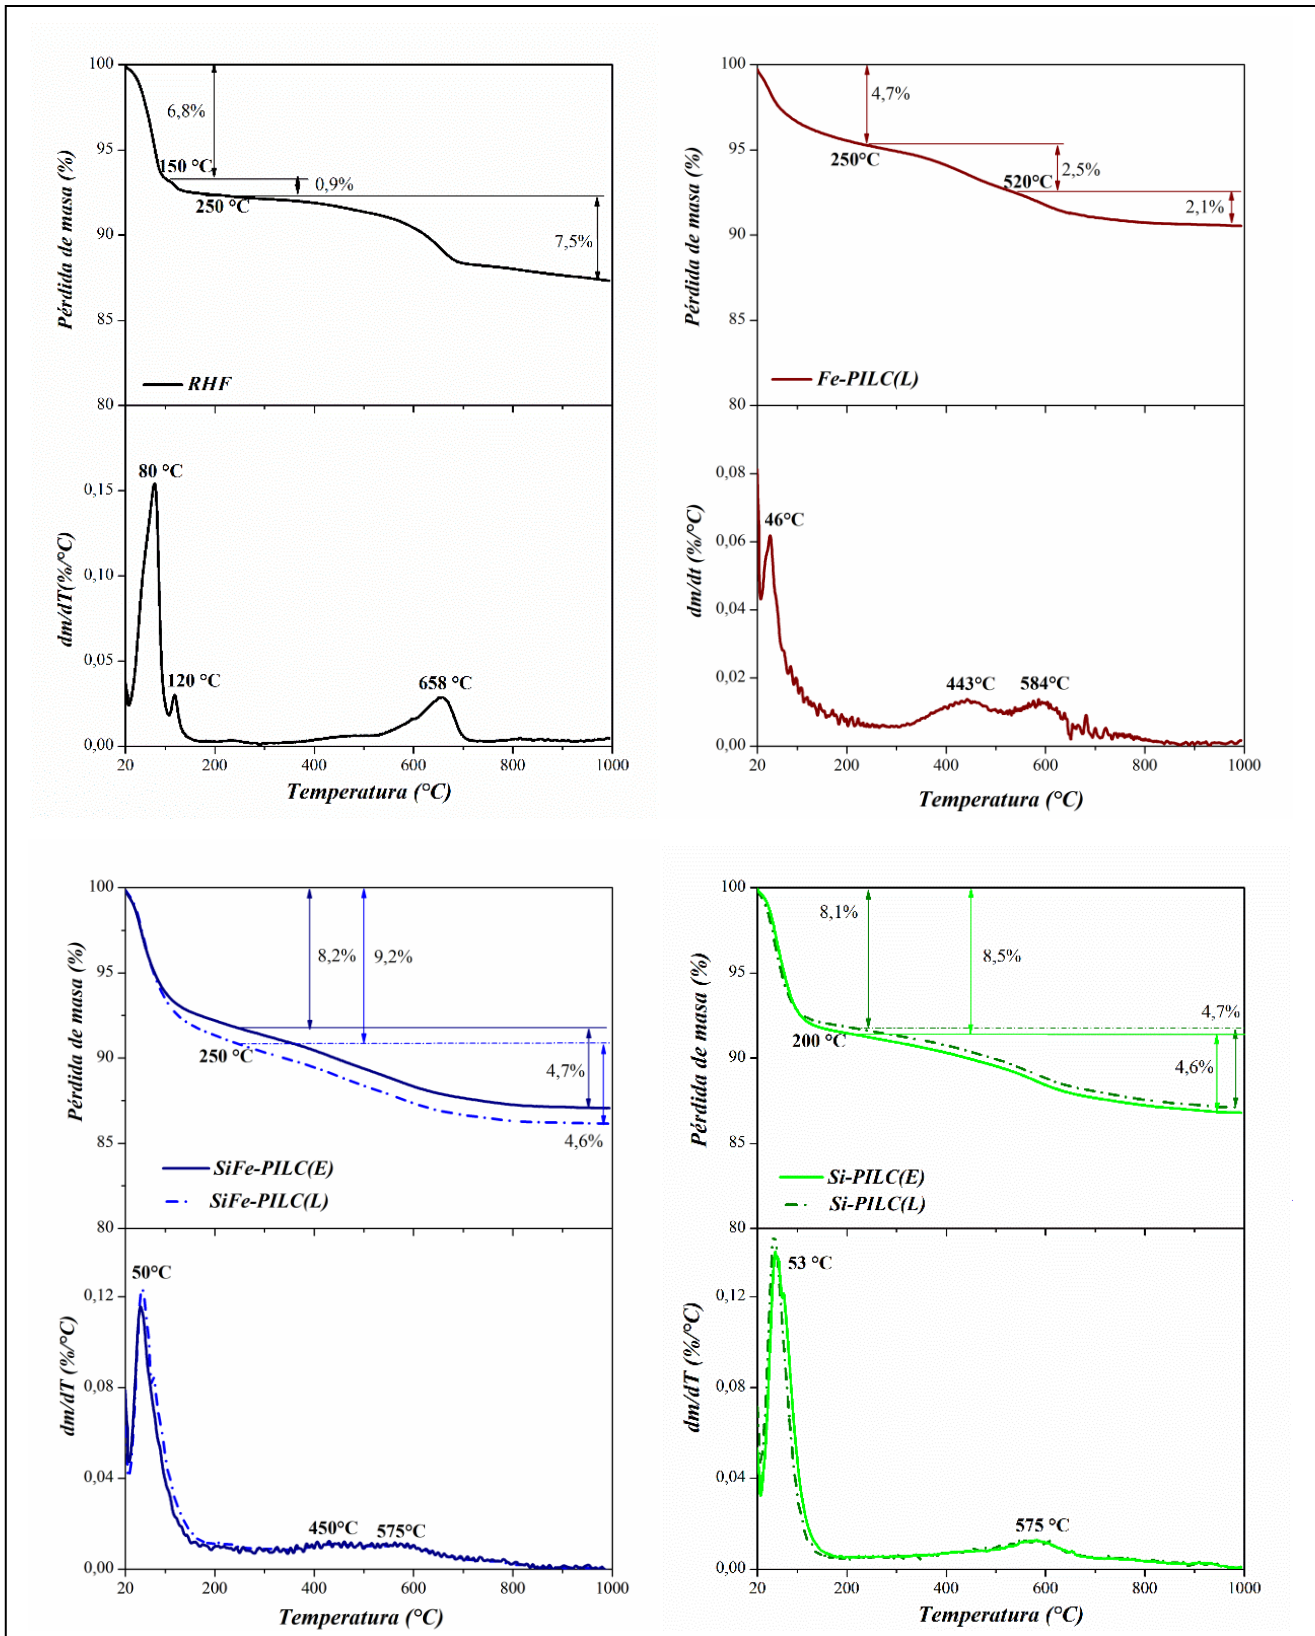 100
95
90
85
80
Pérdida de masa (%)
6,8%
150 °C
0,9%
250 °C
7,5%
RHF
0,15
0,10
0,05
0,00
dm/dT(%/°C)
80 °C
120 °C
658 °C
20 200 400 600 800 1000
Temperatura (°C)
100
95
90
85
80
Pérdida de masa (%)
4,7%
250°C
2,5%
520°C
2,1%
Fe-PILC(L)
0,08
0,06
0,04
0,02
0,00
dm/dt (%/°C)
46°C
443°C
584°C
20 200 400 600 800 1000
Temperatura (°C)
100
95
90
85
80
Pérdida de masa (%)
8,2%
9,2%
250 °C
4,7%
4,6%
SiFe-PILC(E)
SiFe-PILC(L)
0,12
0,08
0,04
0,00
dm/dT (%/°C)
50°C
450°C
575°C
20 200 400 600 800 1000
Temperatura (°C)
100
95
90
85
80
Pérdida de masa (%)
8,1%
8,5%
4,7%
200 °C
4,6%
Si-PILC(E)
Si-PILC(L)
0,12
0,08
0,04
0,00
dm/dT (%/°C)
53 °C
575 °C
20 200 400 600 800 1000
Temperatura (°C)